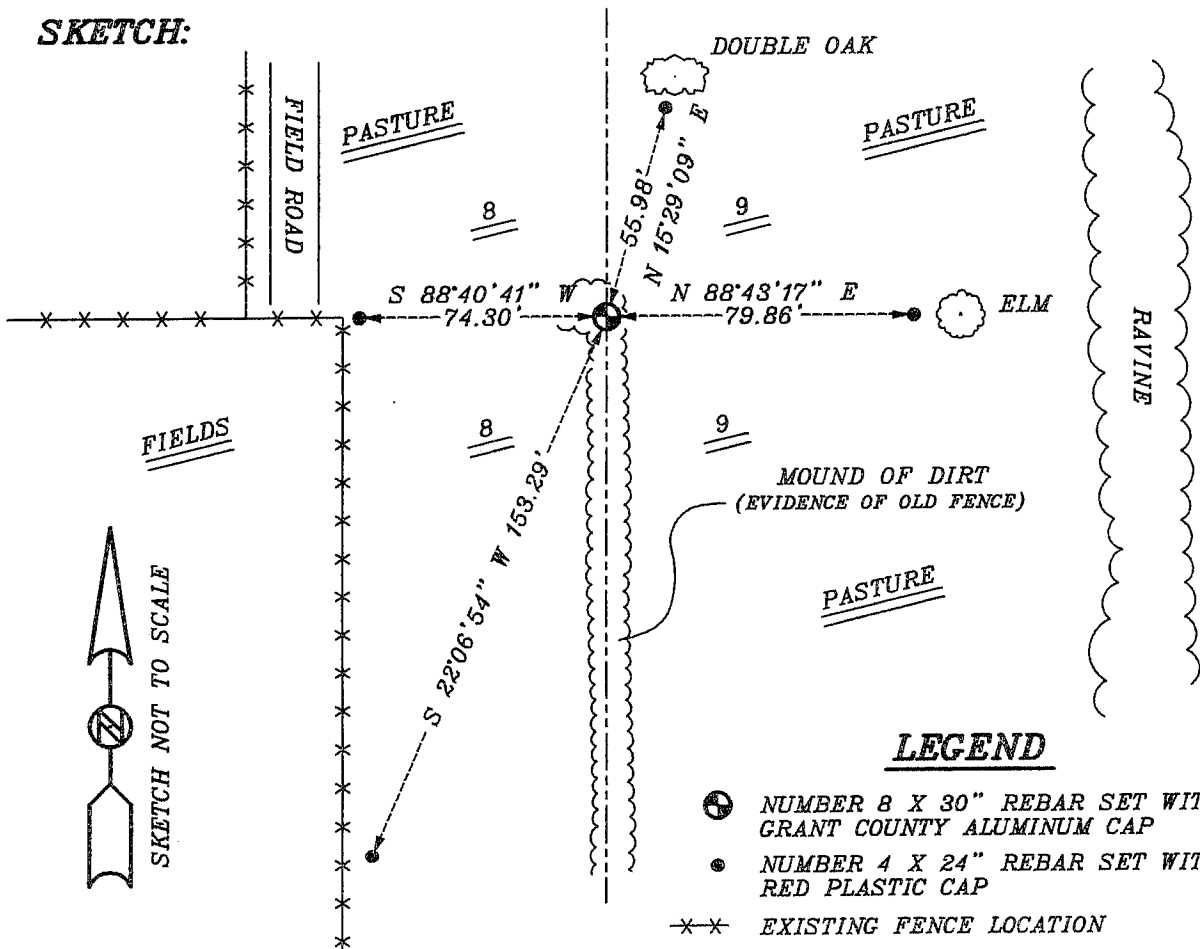 SKETCH:
DOUBLE OAK
FIELD ROAD
PASTURE
PASTURE
55.98'
N 15°29'09" E
8
9
S 88°40'41" W
74.30'
N 88°43'17" E
79.86'
ELM
RAVINE
FIELDS
8
9
S 22°06'54" W 153.29'
MOUND OF DIRT
(EVIDENCE OF OLD FENCE)
PASTURE
N
SKETCH NOT TO SCALE
LEGEND
NUMBER 8 X 30" REBAR SET WIT
GRANT COUNTY ALUMINUM CAP
NUMBER 4 X 24" REBAR SET WIT
RED PLASTIC CAP
EXISTING FENCE LOCATION